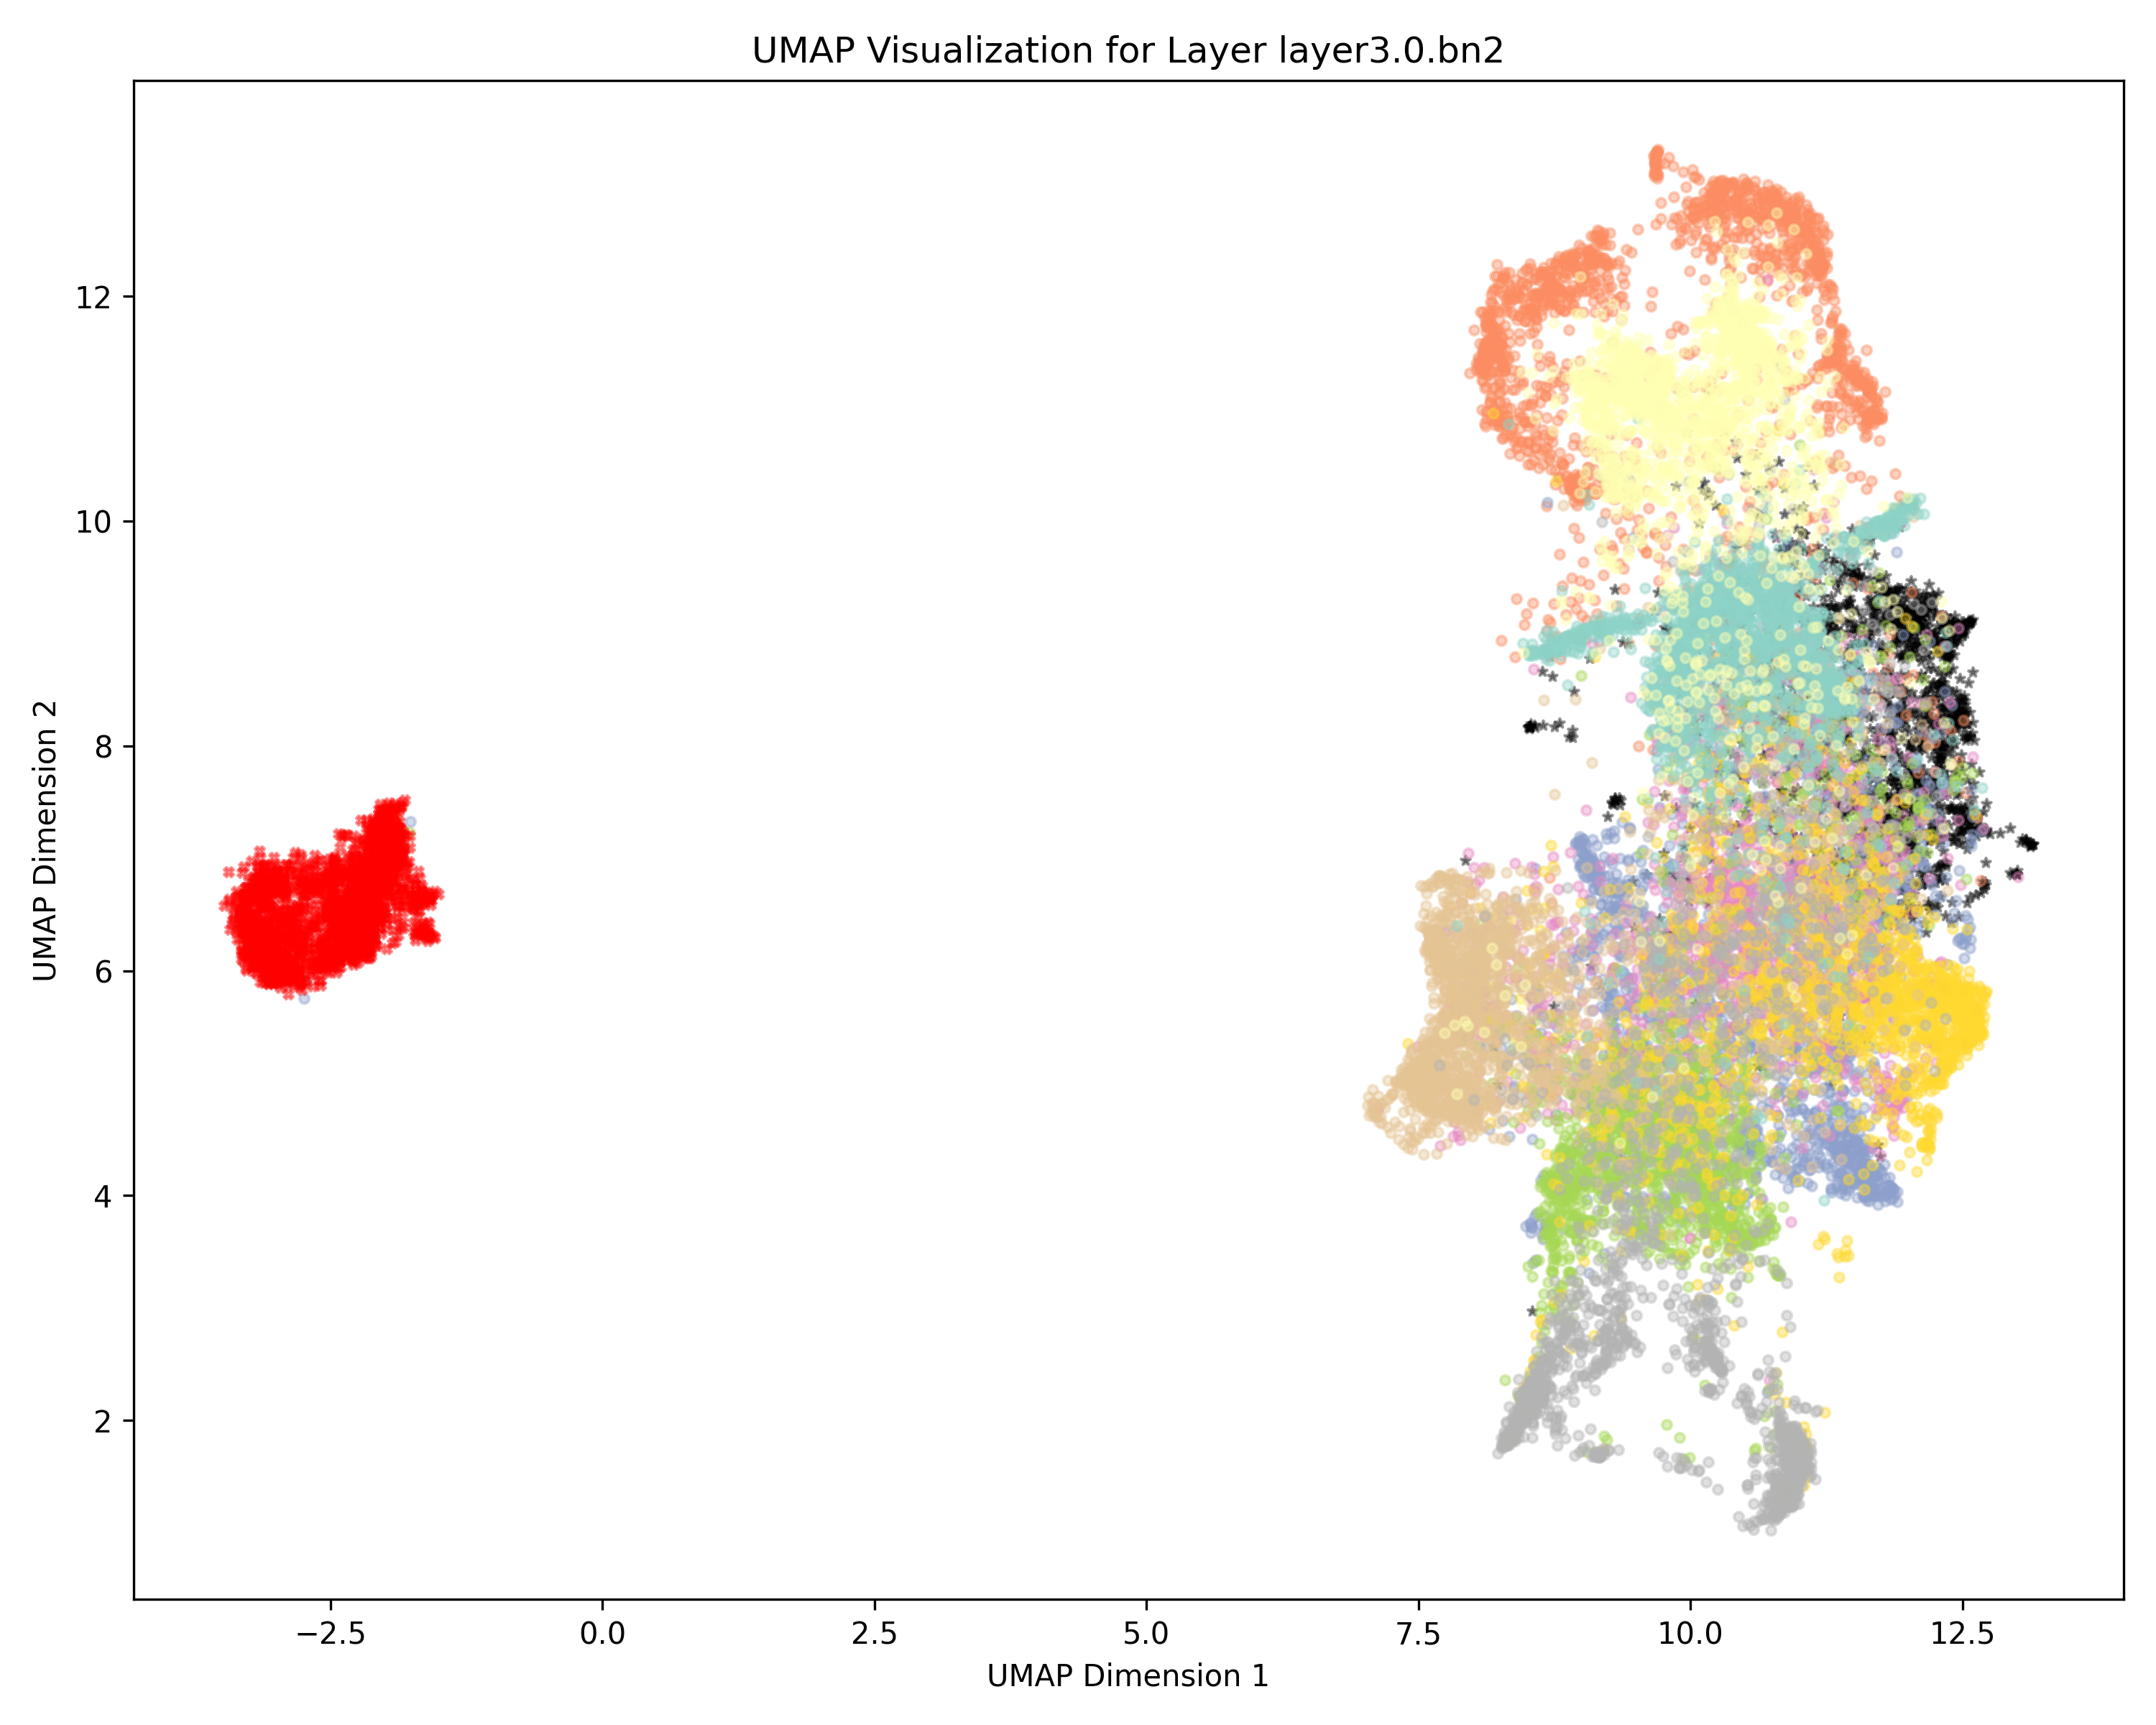 UMAP Visualization for Layer layer3.0.bn2
UMAP Dimension 2
12
10
8
6
4
2
−2.5 0.0 2.5 5.0 7.5 10.0 12.5
UMAP Dimension 1